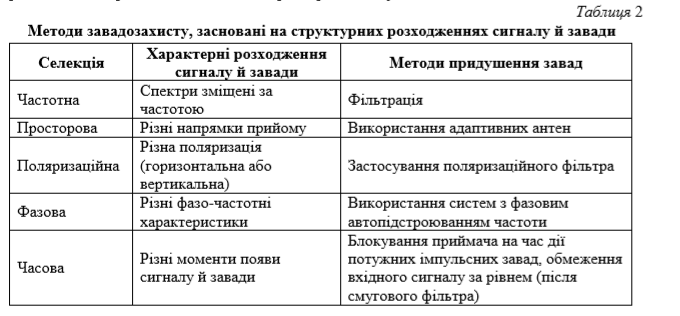 Таблиця 2
Методи завадозахисту, засновані на структурних розходженнях сигналу й завади
Селекція
Характерні розходження
сигналу й завади
Методи придушення завад
Частотна
Спектри зміщені за
частотою
Фільтрація
Просторова
Різні напрямки прийому
Використання адаптивних антен
Поляризаційна
Різна поляризація
(горизонтальна або
вертикальна)
Застосування поляризаційного фільтра
Фазова
Різні фазо-частотні
характеристики
Використання систем з фазовим
автопідстроюванням частоти
Часова
Різні моменти появи
сигналу й завади
Блокування приймача на час дії
потужних імпульсних завад, обмеження
вхідного сигналу за рівнем (після
смугового фільтра)